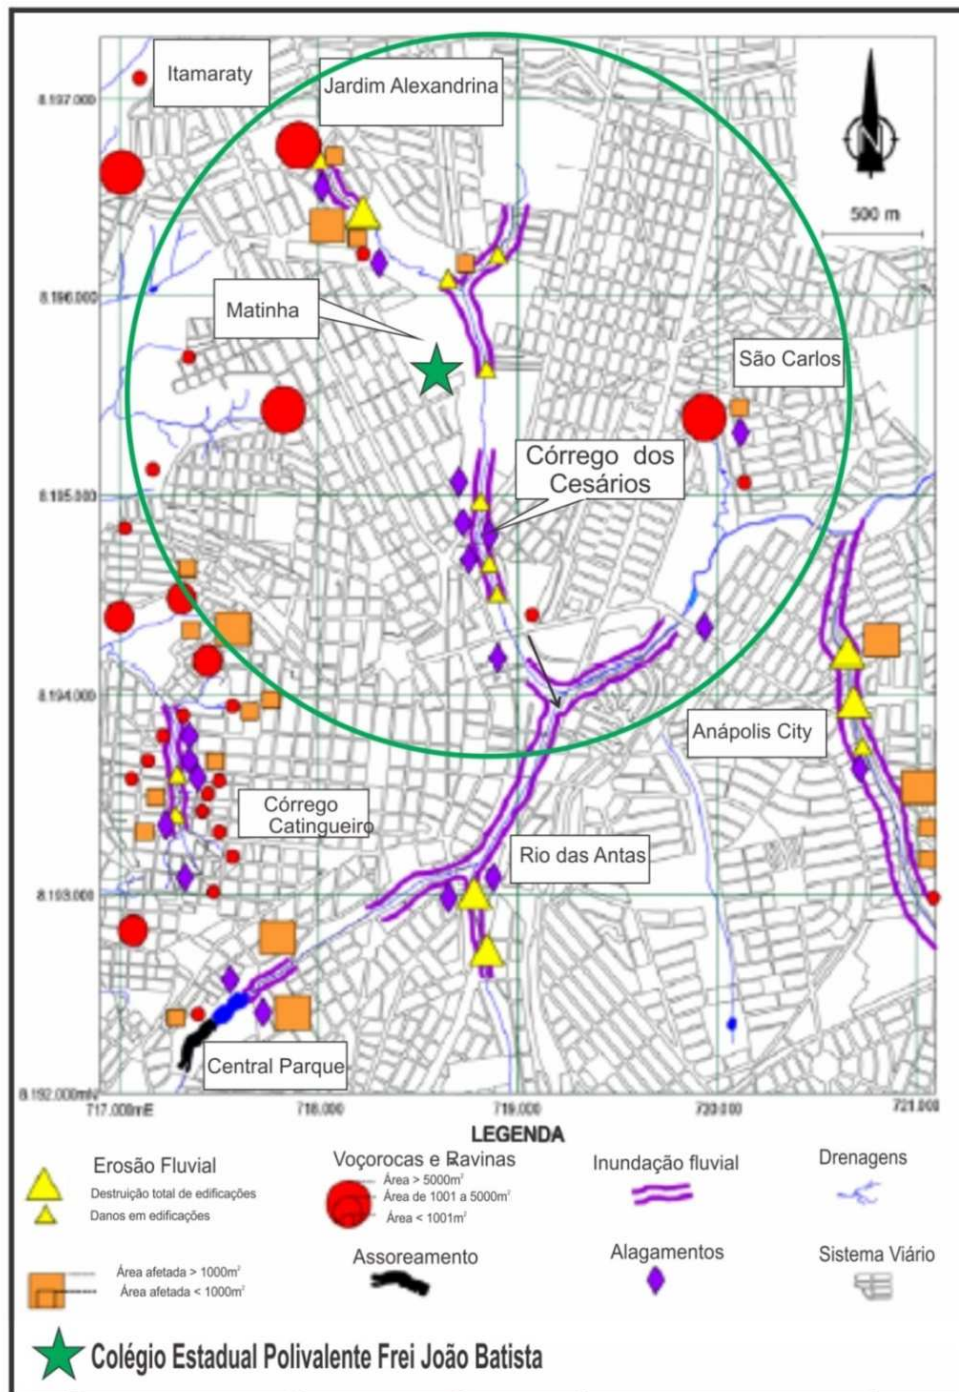 Itamaraty
Jardim Alexandrina
8.197.000
N
500 m
8.196.000
Matinha
São Carlos
Córrego dos
Cesários
8.195.000
8.194.000
Anápolis City
Córrego
Catingueiro
Rio das Antas
8.193.000
Central Parque
8.192.000mN
717.000mE
718.000
719.000
720.000
721.000
LEGENDA
Erosão Fluvial
Destruição total de edificações
Danos em edificações
Voçorocas e Ravinas
Área > 5000m²
Área de 1001 a 5000m²
Área < 1001m²
Inundação fluvial
Drenagens
Área afetada > 1000m²
Área afetada < 1000m²
Assoreamento
Alagamentos
Sistema Viário
Colégio Estadual Polivalente Frei João Batista